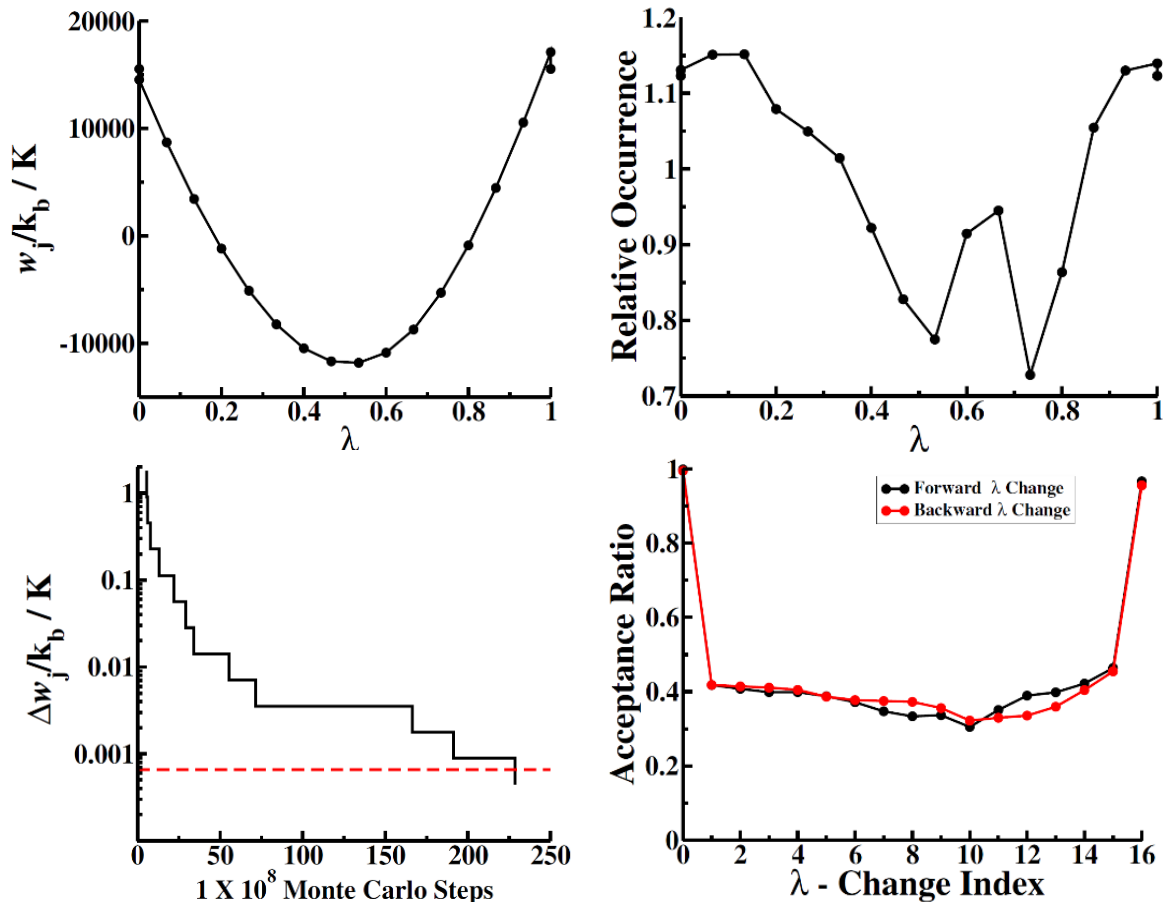 20000
10000
0
-10000
w_j/k_b / K
0 0.2 0.4 0.6 0.8 1
λ
1.2
1.1
1
0.9
0.8
0.7
Relative Occurrence
0 0.2 0.4 0.6 0.8 1
λ
1
0.1
0.01
0.001
Δw_j/k_b / K
0 50 100 150 200 250
1 X 10^8 Monte Carlo Steps
1
0.8
0.6
0.4
0.2
0
Acceptance Ratio
Forward λ Change
Backward λ Change
0 2 4 6 8 10 12 14 16
λ - Change Index